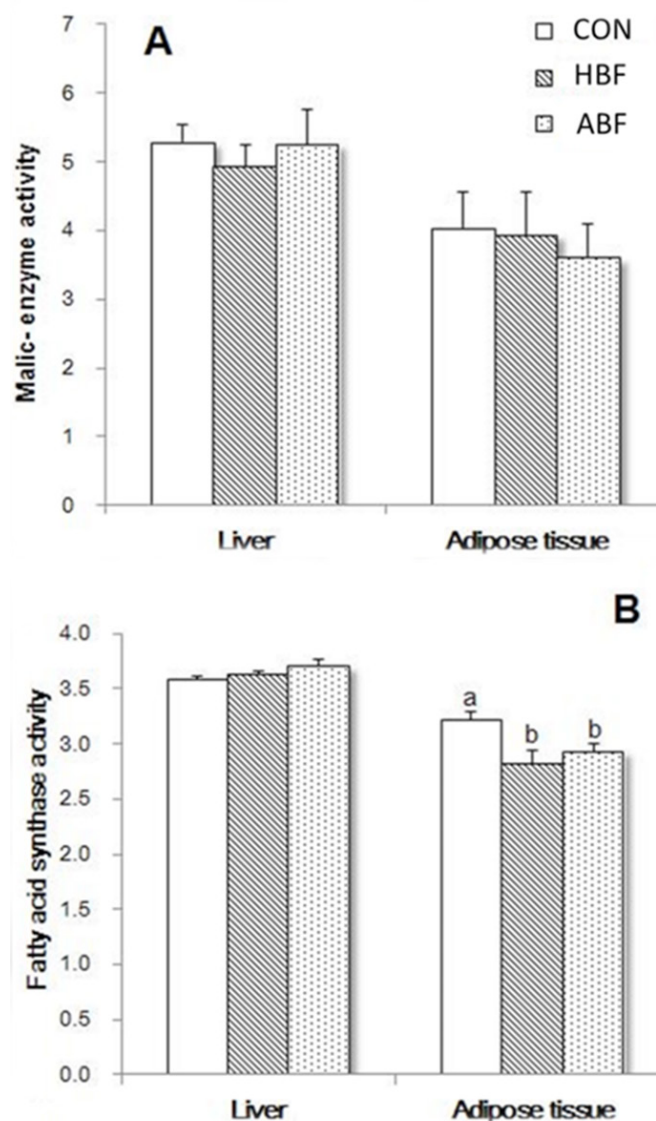 A
CON
HBF
ABF
Malic- enzyme activity
7
6
5
4
3
2
1
0
Liver Adipose tissue
B
Fatty acid synthase activity
4.0
3.5
3.0
2.5
2.0
1.5
1.0
0.5
0.0
a
b
b
Liver Adipose tissue